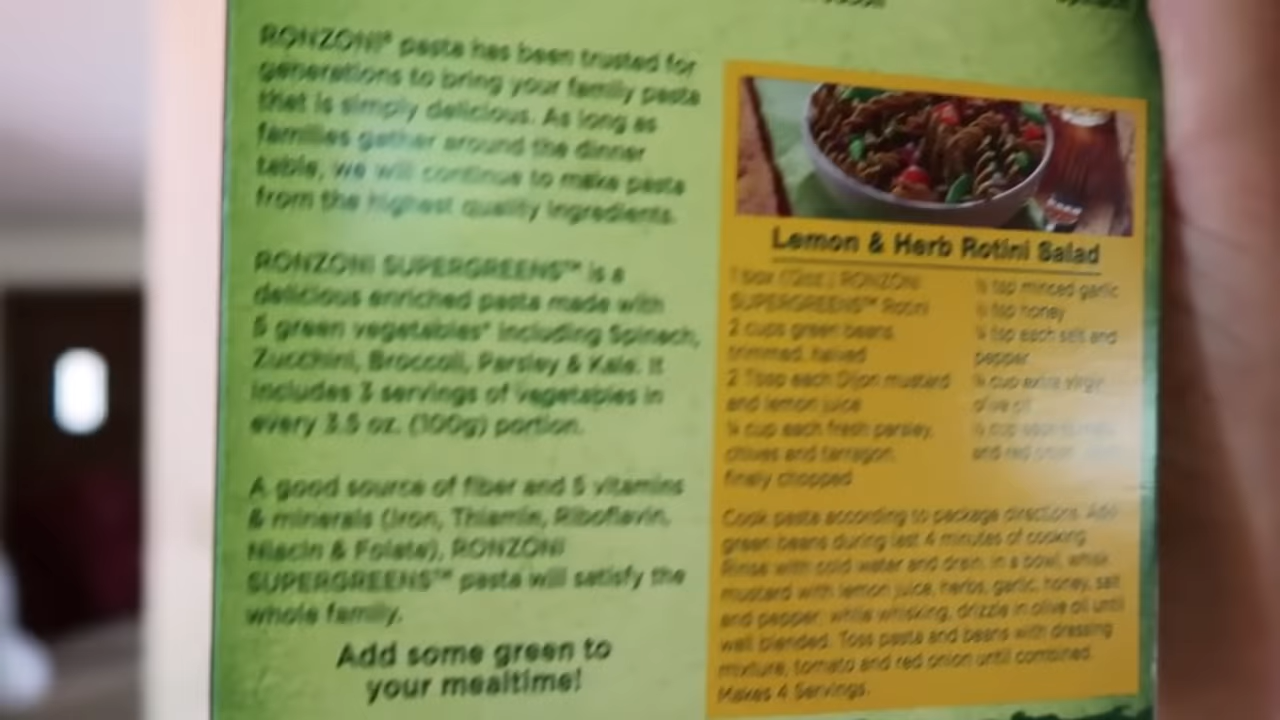 RONZONI® pasta has been trusted for
generations to bring your family pasta
that is simply delicious. As long as
families gather around the dinner
table, we will continue to make pasta
from the highest quality ingredients.
RONZONI SUPERGREENS™ is a
delicious enriched pasta made with
5 green vegetables* including Spinach,
Zucchini, Broccoli, Parsley & Kale. It
includes 3 servings of vegetables in
every 3.5 oz. (100g) portion.
A good source of fiber and 5 vitamins
& minerals (Iron, Thiamin, Riboflavin,
Niacin & Folate), RONZONI
SUPERGREENS™ pasta will satisfy the
whole family.
Add some green to
your mealtime!
Lemon & Herb Rotini Salad
1 box (12oz.) RONZONI
SUPERGREENS™ Rotini
2 cups green beans,
trimmed, halved
2 Tbsp each Dijon mustard
and lemon juice
cup each fresh parsley,
chives and tarragon,
finely chopped
tsp minced garlic
tsp honey
tsp each salt and
pepper
cup extra virgin
olive oil
cup
and red onion
Cook pasta according to package directions. Add
green beans during last 4 minutes of cooking.
Rinse with cold water and drain. In a bowl, whisk
mustard with lemon juice, herbs, garlic, honey, salt
and pepper; while whisking, drizzle in olive oil until
well blended. Toss pasta and beans with dressing
mixture, tomato and red onion until combined.
Makes 4 Servings.